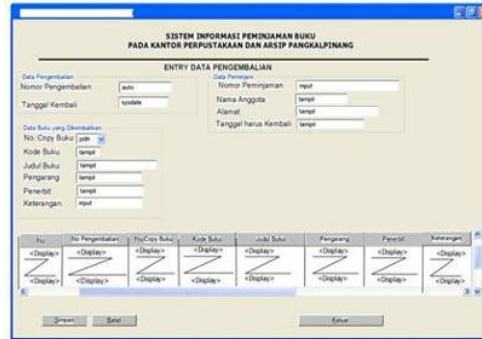 SISTEM INFORMASI PEMINJAMAN BUKU
PADA KANTOR PERPUSTAKAAN DAN ARSIP PANGKALPINANG
ENTRY DATA PENGEMBALIAN
Data Pengembalian
Nomor Pengembalian auto
Tanggal Kembali sysdate
Data Peminjam
Nomor Peminjaman input
Nama Anggota tampil
Alamat tampil
Tanggal harus Kembali tampil
Data Buku yang Dikembalikan
No. Copy Buku pilih
Kode Buku tampil
Judul Buku tampil
Pengarang tampil
Penerbit tampil
Keterangan input
No No Pengembalian No Copy Buku Kode Buku Judul Buku Pengarang Penerbit Keterangan
<Display> <Display> <Display> <Display> <Display> <Display> <Display> <Display>
<Display> <Display> <Display> <Display> <Display> <Display> <Display> <Display>
Simpan Batal Keluar